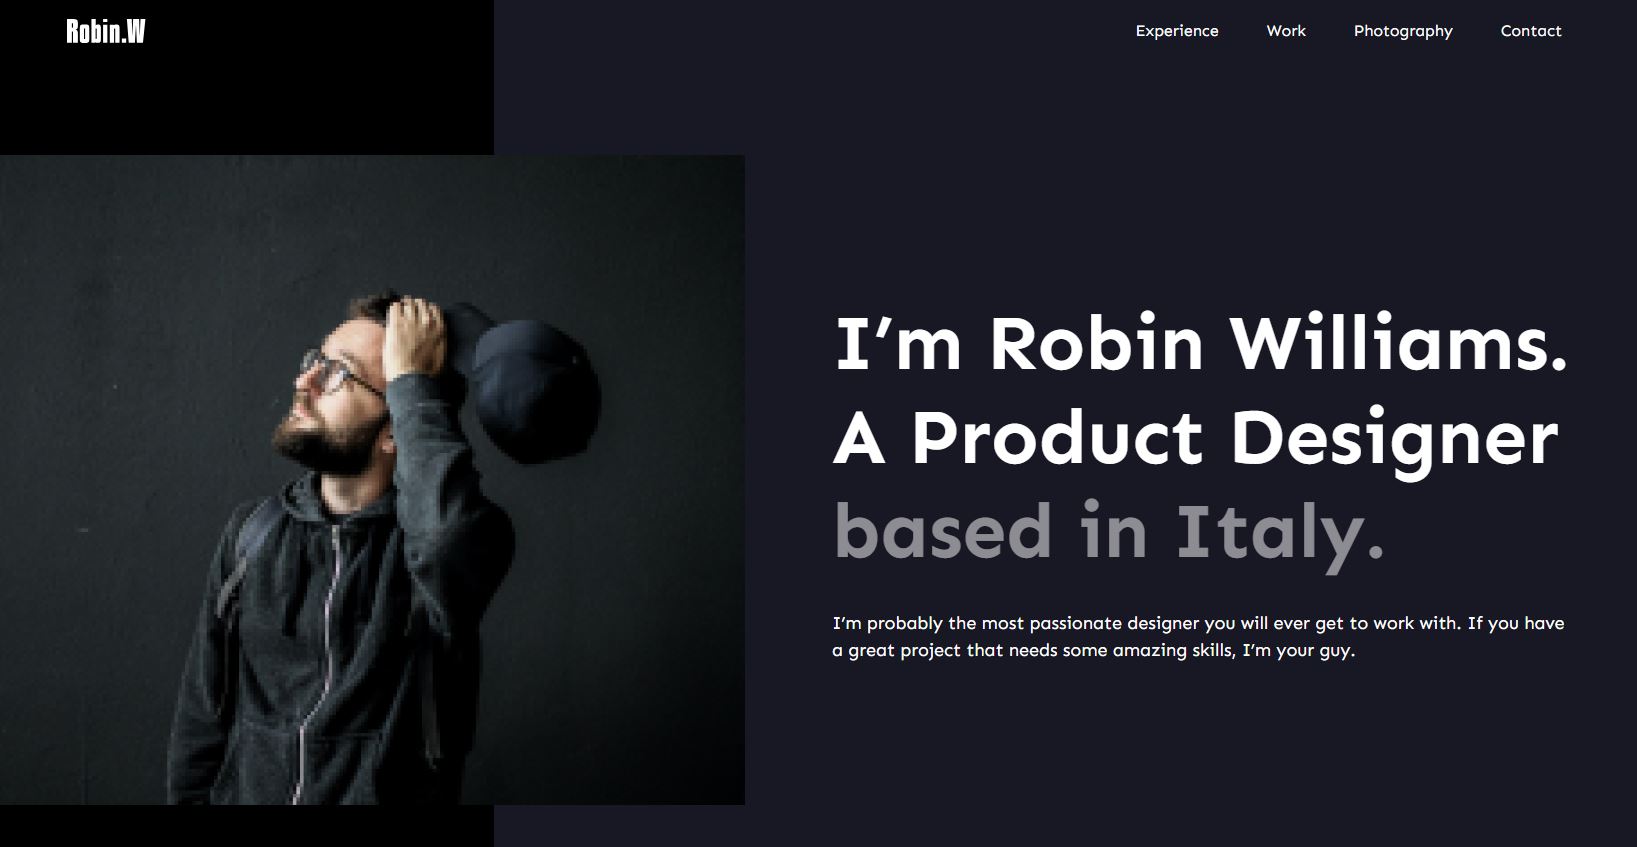 Robin.W
Experience Work Photography Contact
I’m Robin Williams.
A Product Designer
based in Italy.
I’m probably the most passionate designer you will ever get to work with. If you have
a great project that needs some amazing skills, I’m your guy.